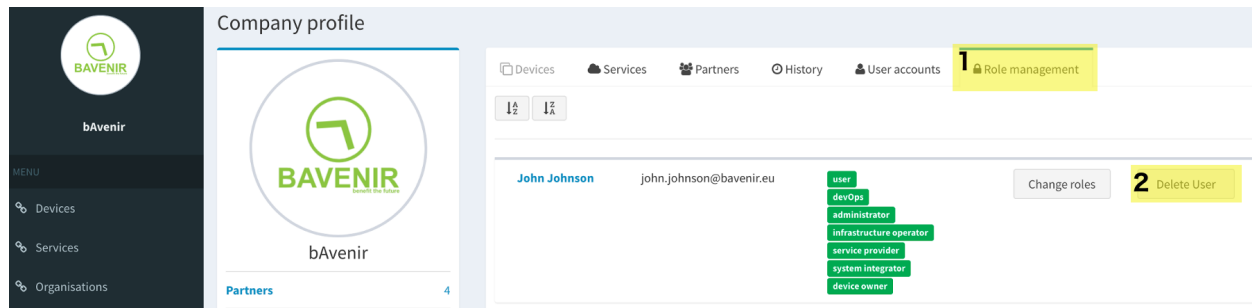 BAVENIR
bAvenir
MENU
Devices
Services
Organisations
Company profile
BAVENIR
benefit the future
bAvenir
Partners 4
Devices Services Partners History User accounts 1 Role management
A Z Z A
John Johnson john.johnson@bavenir.eu
user
devOps
administrator
infrastructure operator
service provider
system integrator
device owner
Change roles 2 Delete User